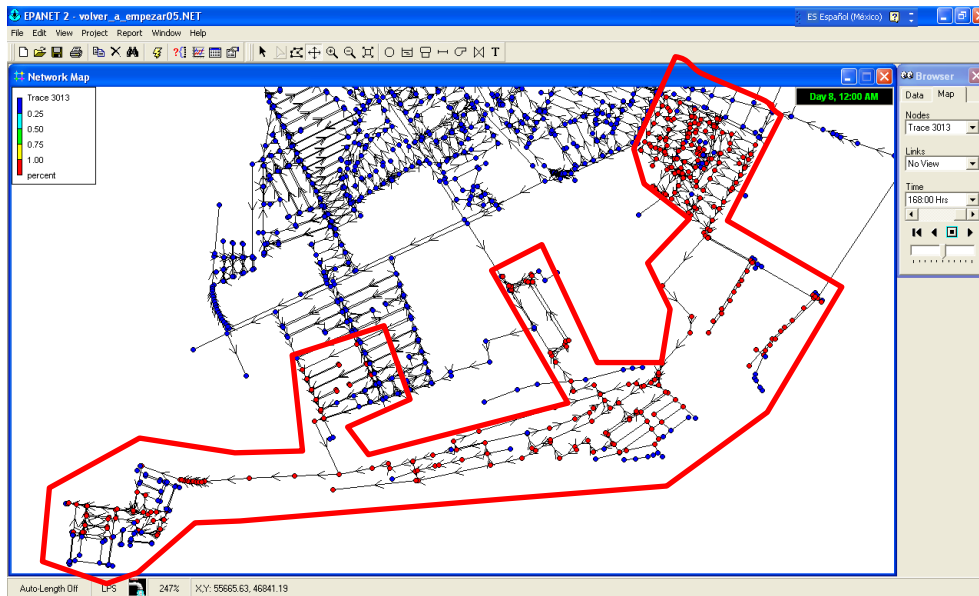 EPANET 2 - volver_a_empezar05.NET
ES Español (México)
File Edit View Project Report Window Help
T
Network Map
Browser
Trace 3013
0.25
0.50
0.75
1.00
percent
Day 8, 12:00 AM
Data Map
Nodes
Trace 3013
Links
No View
Time
168:00 Hrs
Auto-Length Off LPS 247% X,Y: 55665.63, 46841.19